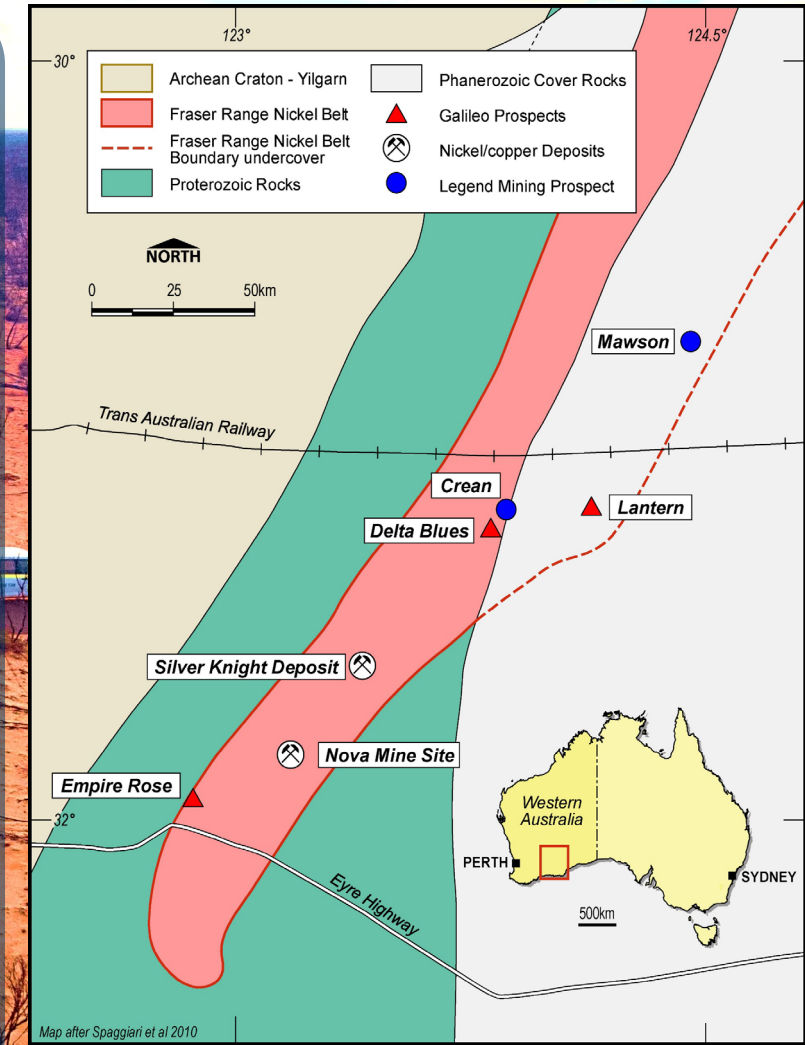 123°
124.5°
30°
Archean Craton - Yilgarn
Fraser Range Nickel Belt
Fraser Range Nickel Belt
Boundary undercover
Proterozoic Rocks
Phanerozoic Cover Rocks
Galileo Prospects
Nickel/copper Deposits
Legend Mining Prospect
NORTH
0 25 50km
Mawson
Trans Australian Railway
Crean
Lantern
Delta Blues
Silver Knight Deposit
Nova Mine Site
Empire Rose
32°
Western
Australia
PERTH
SYDNEY
500km
Eyre Highway
Map after Spaggiari et al 2010